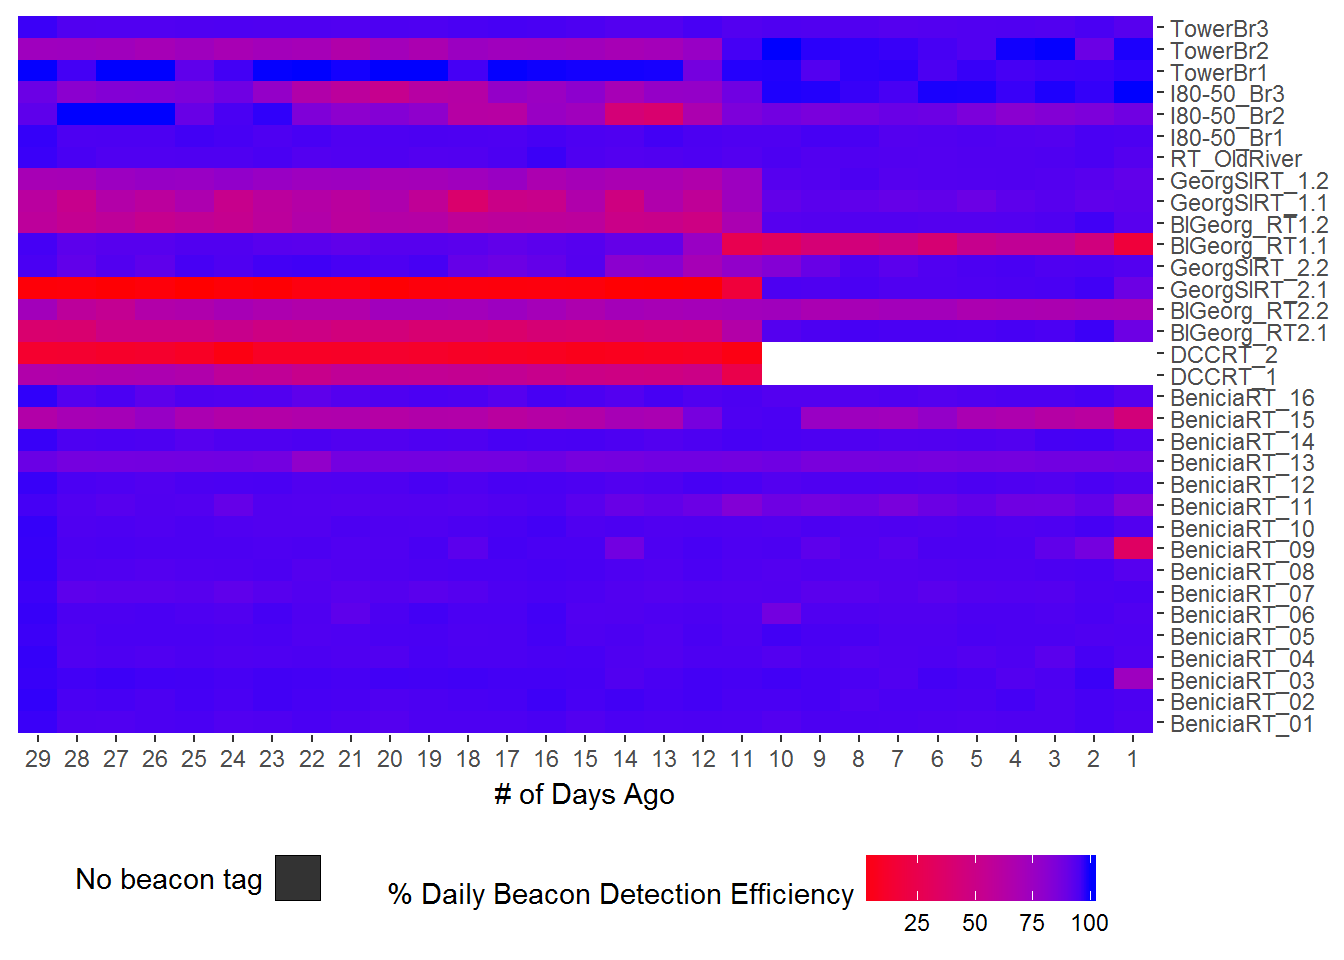 TowerBr3
TowerBr2
TowerBr1
I80-50_Br3
I80-50_Br2
I80-50_Br1
RT_OldRiver
GeorgSlRT_1.2
GeorgSlRT_1.1
BlGeorg_RT1.2
BlGeorg_RT1.1
GeorgSlRT_2.2
GeorgSlRT_2.1
BlGeorg_RT2.2
BlGeorg_RT2.1
DCCRT_2
DCCRT_1
BeniciaRT_16
BeniciaRT_15
BeniciaRT_14
BeniciaRT_13
BeniciaRT_12
BeniciaRT_11
BeniciaRT_10
BeniciaRT_09
BeniciaRT_08
BeniciaRT_07
BeniciaRT_06
BeniciaRT_05
BeniciaRT_04
BeniciaRT_03
BeniciaRT_02
BeniciaRT_01
29 28 27 26 25 24 23 22 21 20 19 18 17 16 15 14 13 12 11 10 9 8 7 6 5 4 3 2 1
# of Days Ago
No beacon tag
% Daily Beacon Detection Efficiency
25 50 75 100